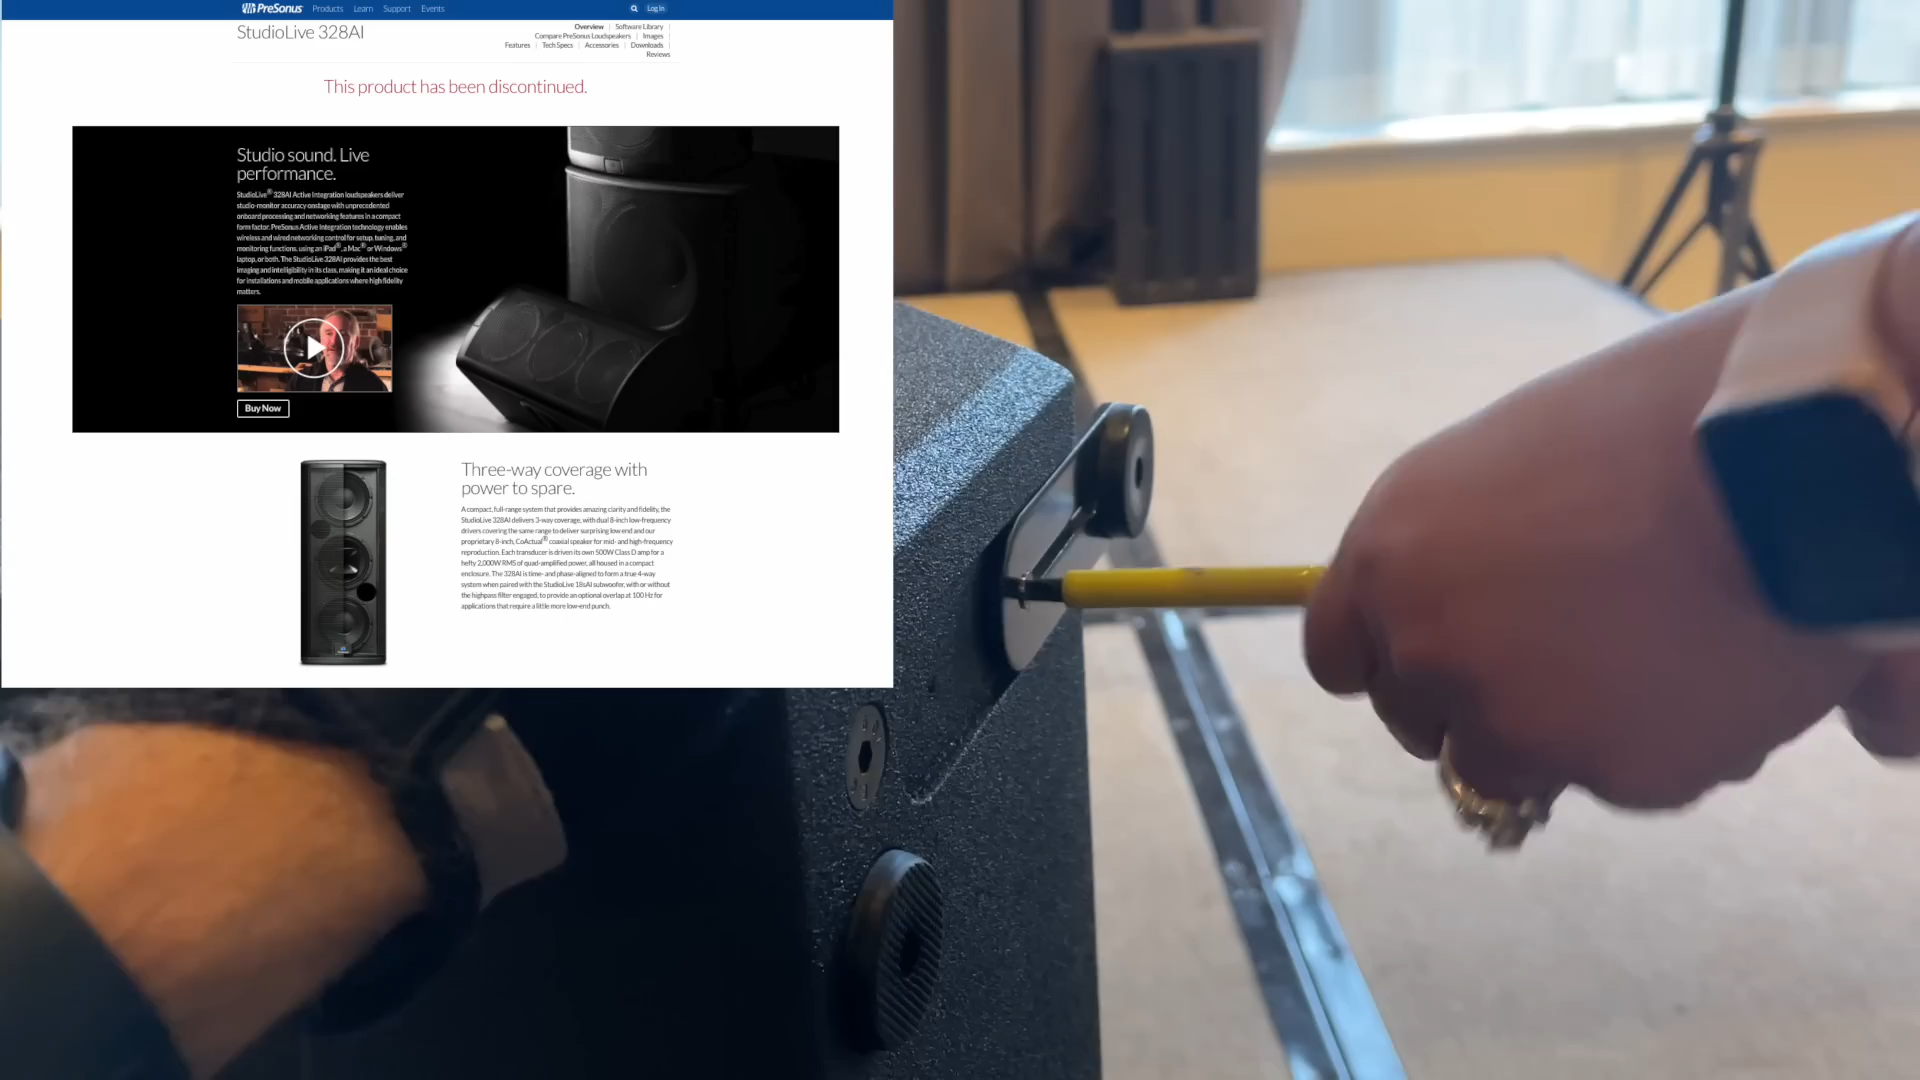 PreSonus Products Learn Support Events Log In
StudioLive 328AI
Overview | Software Library |
Compare PreSonus Loudspeakers | Images |
Features | Tech Specs | Accessories | Downloads |
Reviews
This product has been discontinued.
Studio sound. Live
performance.
StudioLive® 328AI Active Integration loudspeakers deliver
studio-monitor accuracy onstage with unprecedented
onboard processing and networking features in a compact
form factor. PreSonus Active Integration technology enables
wireless and wired networking control for setup, tuning, and
monitoring functions, using an iPad®, a Mac® or Windows®
laptop, or both. The StudioLive 328AI provides the best
imaging and intelligibility in its class, making it an ideal choice
for installations and mobile applications where high fidelity
matters.
Buy Now
Three-way coverage with
power to spare.
A compact, full-range system that provides amazing clarity and fidelity, the
StudioLive 328AI delivers 3-way coverage, with dual 8-inch low-frequency
drivers covering the same range to deliver surprising low end and our
proprietary 8-inch, CoActual® coaxial speaker for mid- and high-frequency
reproduction. Each transducer is driven its own 500W Class D amp for a
hefty 2,000W RMS of quad-amplified power, all housed in a compact
enclosure. The 328AI is time- and phase-aligned to form a true 4-way
system when paired with the StudioLive 18sAI subwoofer, with or without
the highpass filter engaged, to provide an optional overlap at 100 Hz for
applications that require a little more low-end punch.